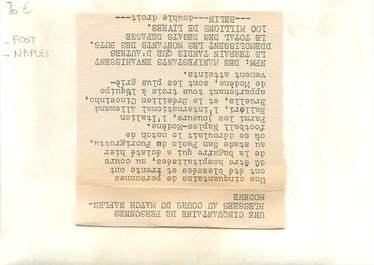 30 €
- FOOT
- NAPLES
UNE CINQUANTAINE DE PERSONNES
BLESSEES AU COURS DU MATCH NAPLES-
MODENE
Une cinquantaine de personnes
ont été blessées et trente ont
dû être hospitalisées, au cours
de la bagarre qui a éclaté hier
au stade San Paolo de
où se déroulait le match de
football Naples-Modène.
Parmi les joueurs, l'Italien
l'international Allemand
et le Brésilien Cinesinho,
appartenant tous trois à l'équipe
de Modène, sont les plus griè-
vement atteints.
NPM: DES MANIFESTANTS ENVAHISSENT
LE TERRAIN TANDIS QUE D'AUTRES
DEMOLISSENT LES MONTANTS DES BUTS.
LE TOTAL DES DEGATS DEPASSE
100 MILLIONS DE LIVRES.
---BELIN---double droit---